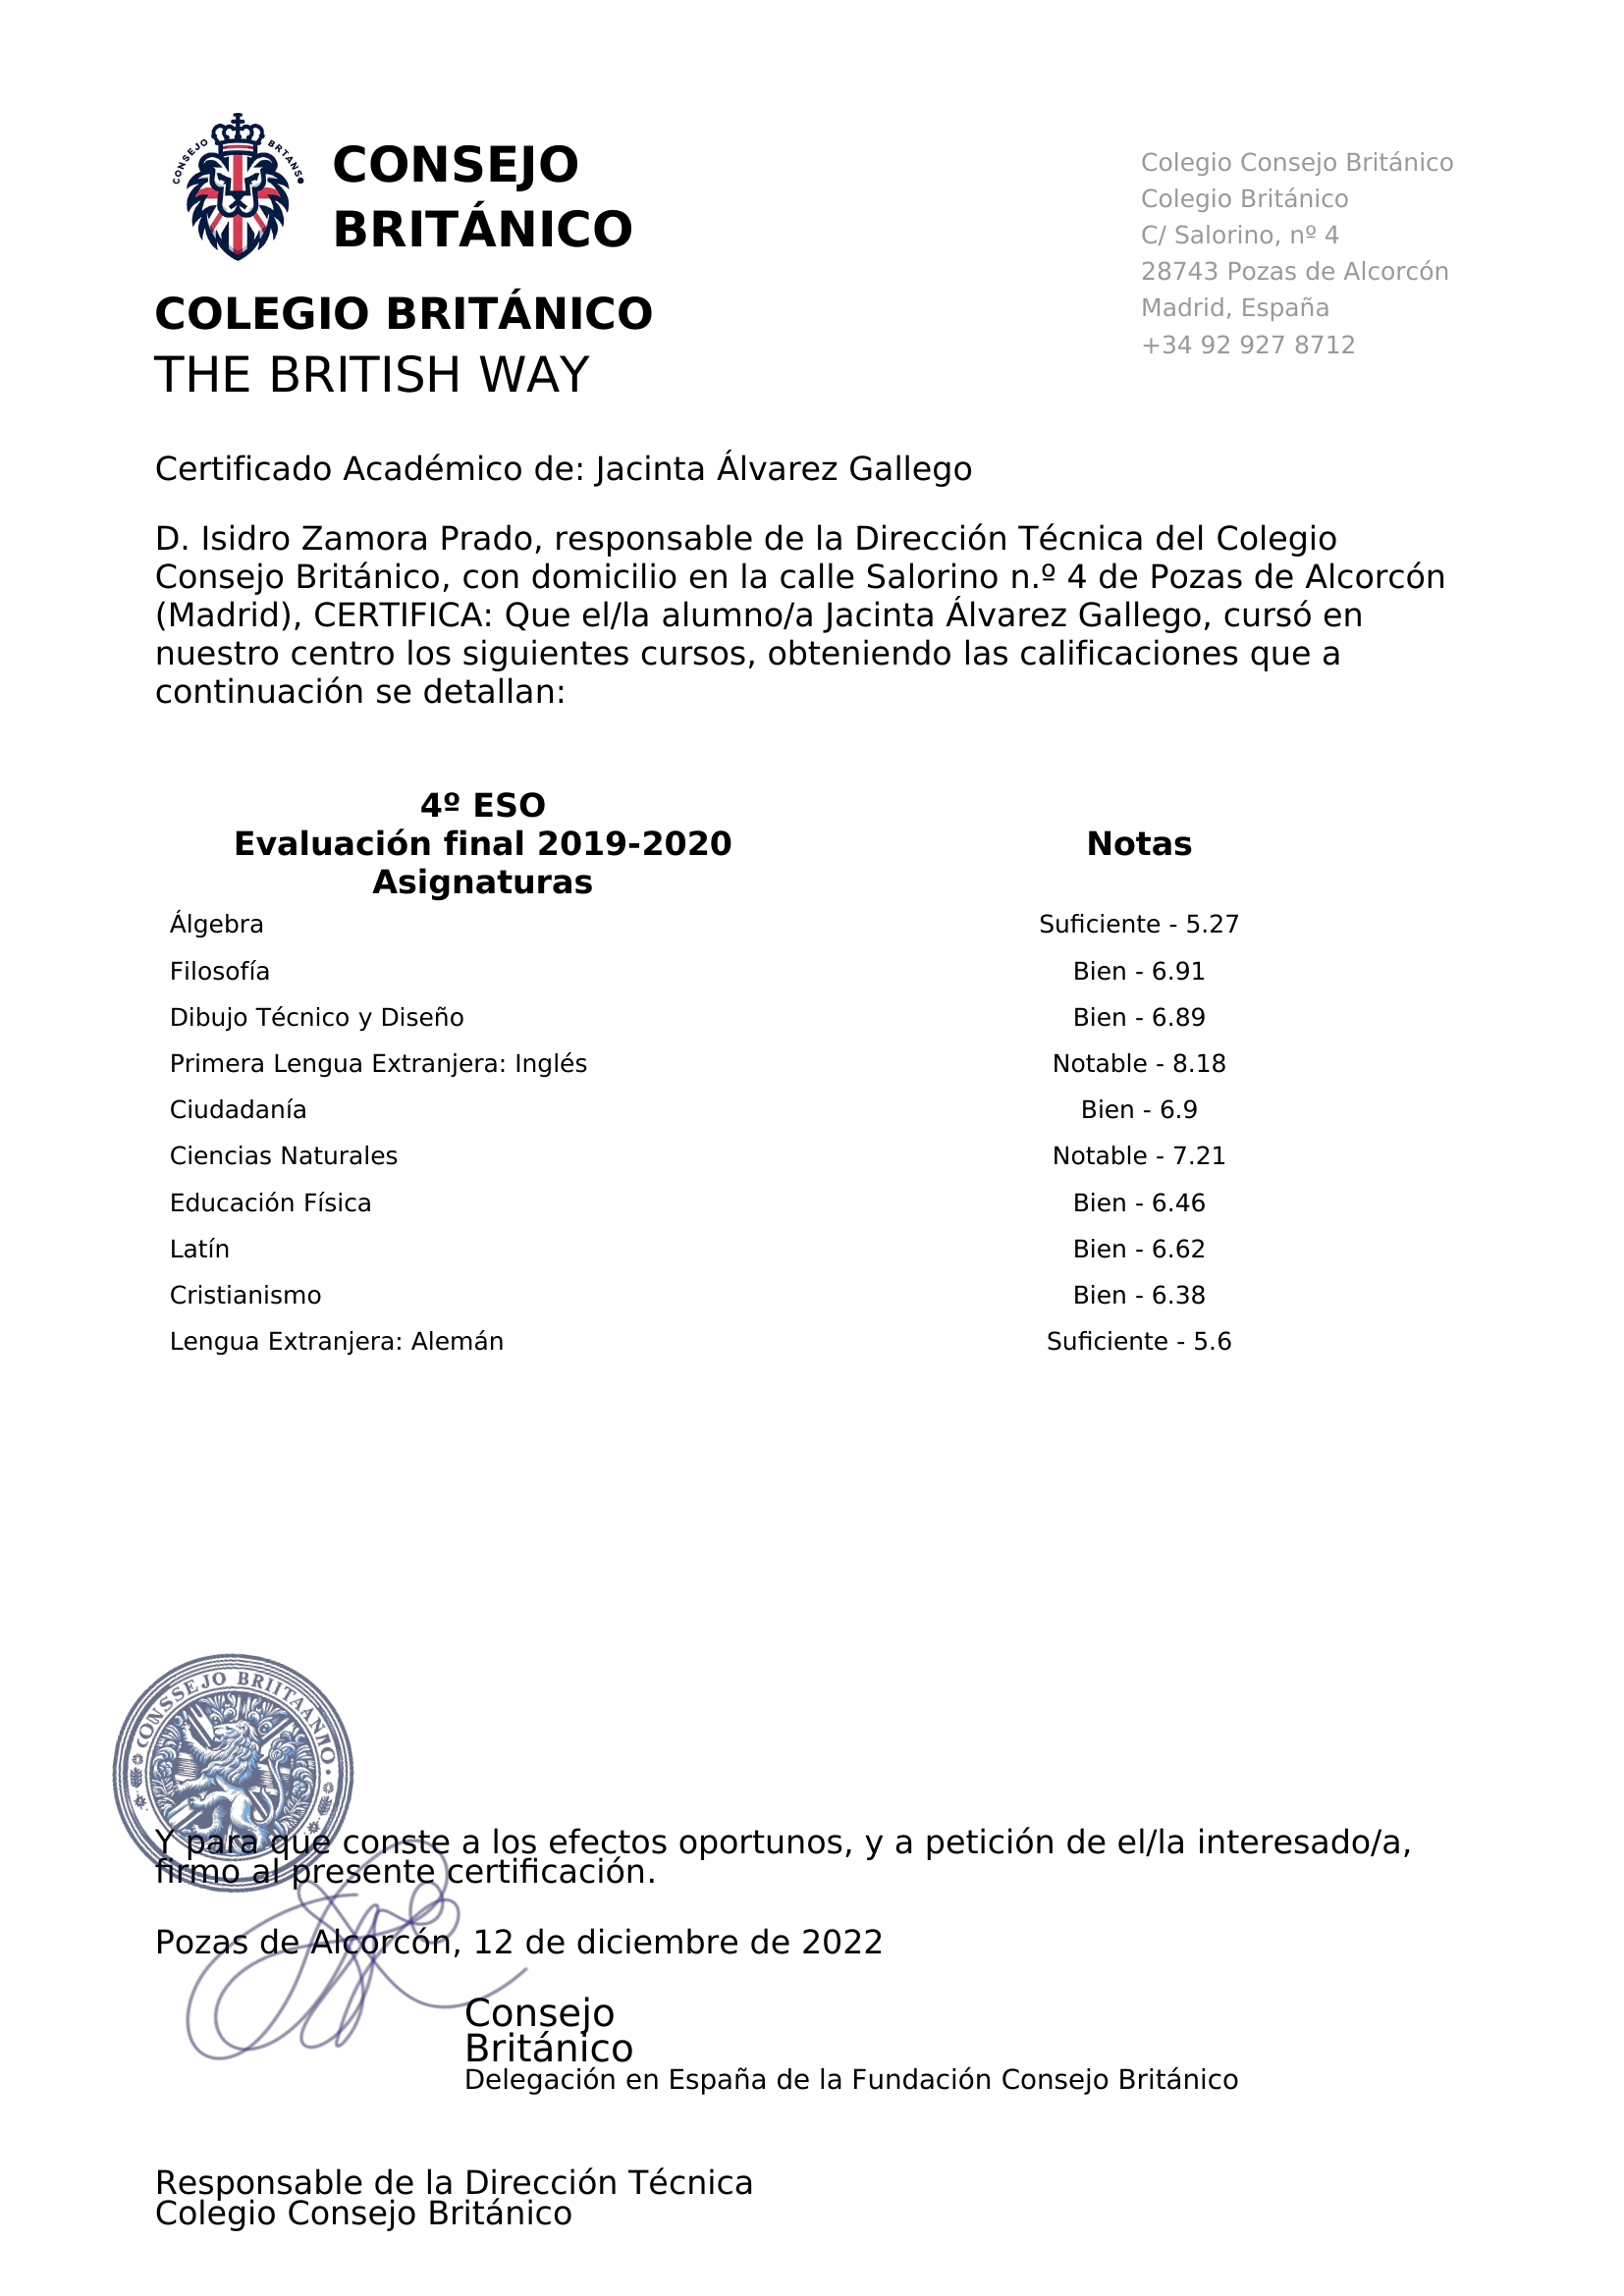 CONSEJO BRTANS
CONSEJO
BRITÁNICO
COLEGIO BRITÁNICO
THE BRITISH WAY
Colegio Consejo Británico
Colegio Británico
C/ Salorino, nº 4
28743 Pozas de Alcorcón
Madrid, España
+34 92 927 8712
Certificado Académico de: Jacinta Álvarez Gallego
D. Isidro Zamora Prado, responsable de la Dirección Técnica del Colegio
Consejo Británico, con domicilio en la calle Salorino n.º 4 de Pozas de Alcorcón
(Madrid), CERTIFICA: Que el/la alumno/a Jacinta Álvarez Gallego, cursó en
nuestro centro los siguientes cursos, obteniendo las calificaciones que a
continuación se detallan:
4º ESO
Evaluación final 2019-2020 Notas
Asignaturas
Álgebra Suficiente - 5.27
Filosofía Bien - 6.91
Dibujo Técnico y Diseño Bien - 6.89
Primera Lengua Extranjera: Inglés Notable - 8.18
Ciudadanía Bien - 6.9
Ciencias Naturales Notable - 7.21
Educación Física Bien - 6.46
Latín Bien - 6.62
Cristianismo Bien - 6.38
Lengua Extranjera: Alemán Suficiente - 5.6
CONSSEJO BRIITAANNO
Y para que conste a los efectos oportunos, y a petición de el/la interesado/a,
firmo al presente certificación.
Pozas de Alcorcón, 12 de diciembre de 2022
Consejo
Británico
Delegación en España de la Fundación Consejo Británico
Responsable de la Dirección Técnica
Colegio Consejo Británico